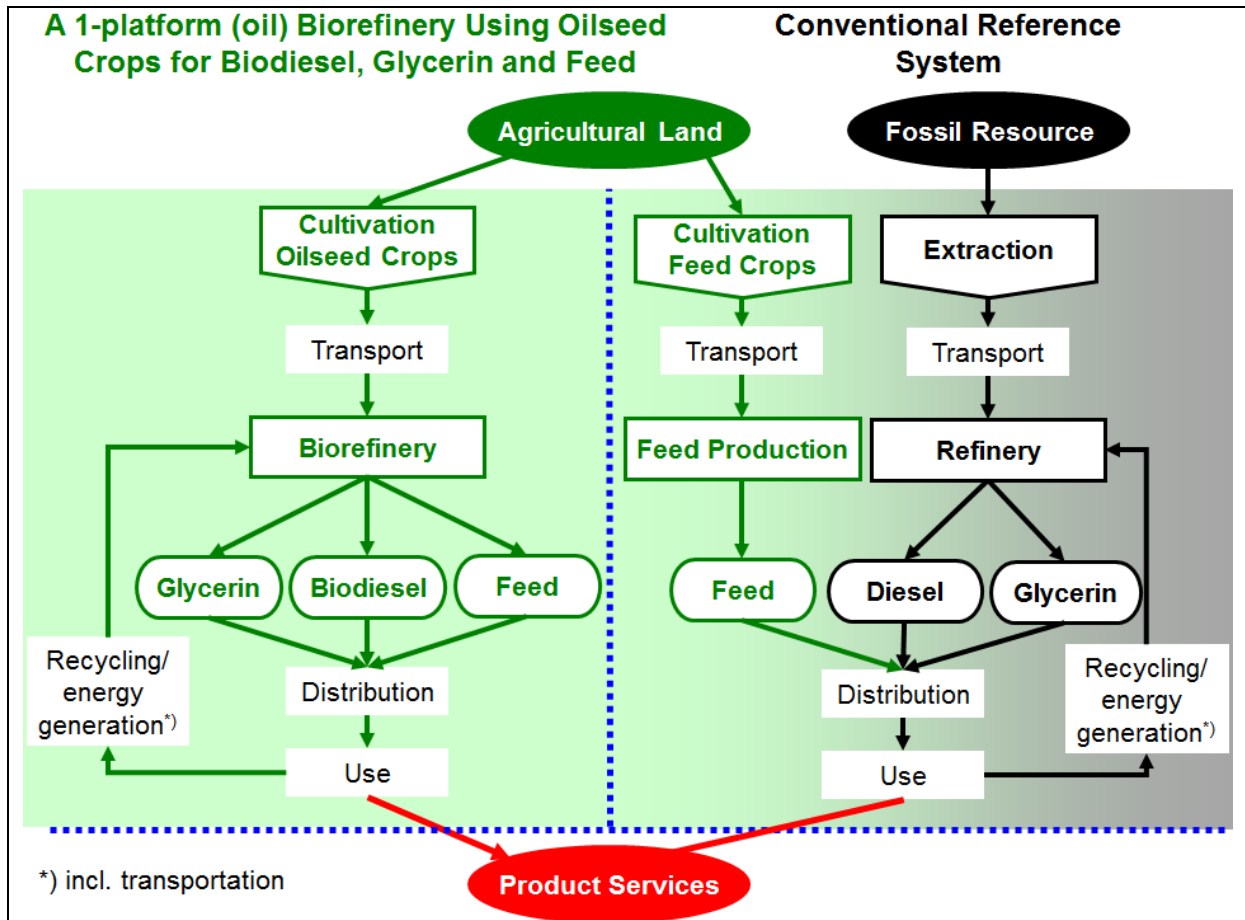 A 1-platform (oil) Biorefinery Using Oilseed
Crops for Biodiesel, Glycerin and Feed
Conventional Reference
System
Agricultural Land
Fossil Resource
Cultivation
Oilseed Crops
Cultivation
Feed Crops
Extraction
Transport
Transport
Transport
Biorefinery
Feed Production
Refinery
Glycerin
Biodiesel
Feed
Feed
Diesel
Glycerin
Recycling/
energy
generation*)
Distribution
Distribution
Recycling/
energy
generation*)
Use
Use
*) incl. transportation
Product Services